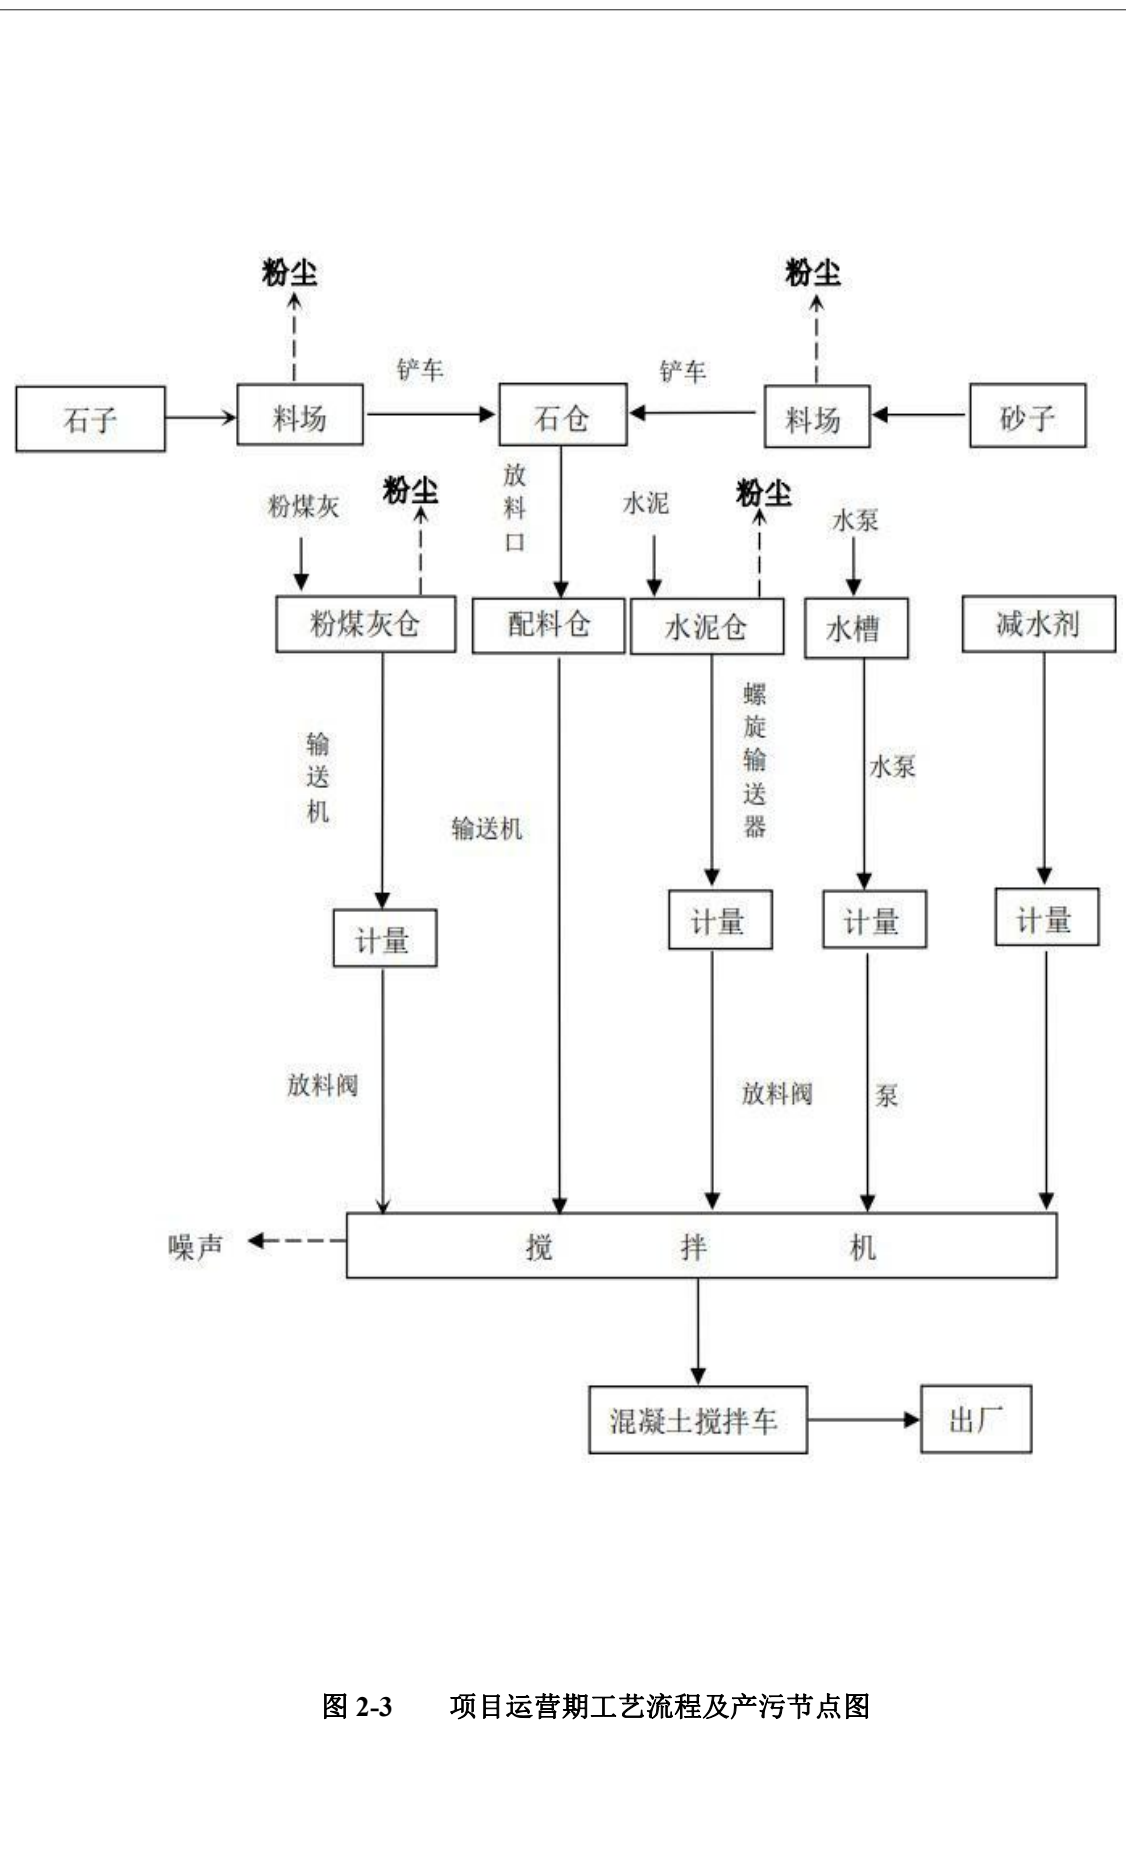 粉尘
粉尘
铲车
铲车
石子
料场
石仓
料场
砂子
放料口
粉煤灰
粉尘
水泥
粉尘
水泵
粉煤灰仓
配料仓
水泥仓
水槽
减水剂
输送机
输送机
螺旋输送器
水泵
计量
计量
计量
计量
放料阀
放料阀
泵
噪声
搅 拌 机
混凝土搅拌车
出厂
图 2-3 项目运营期工艺流程及产污节点图